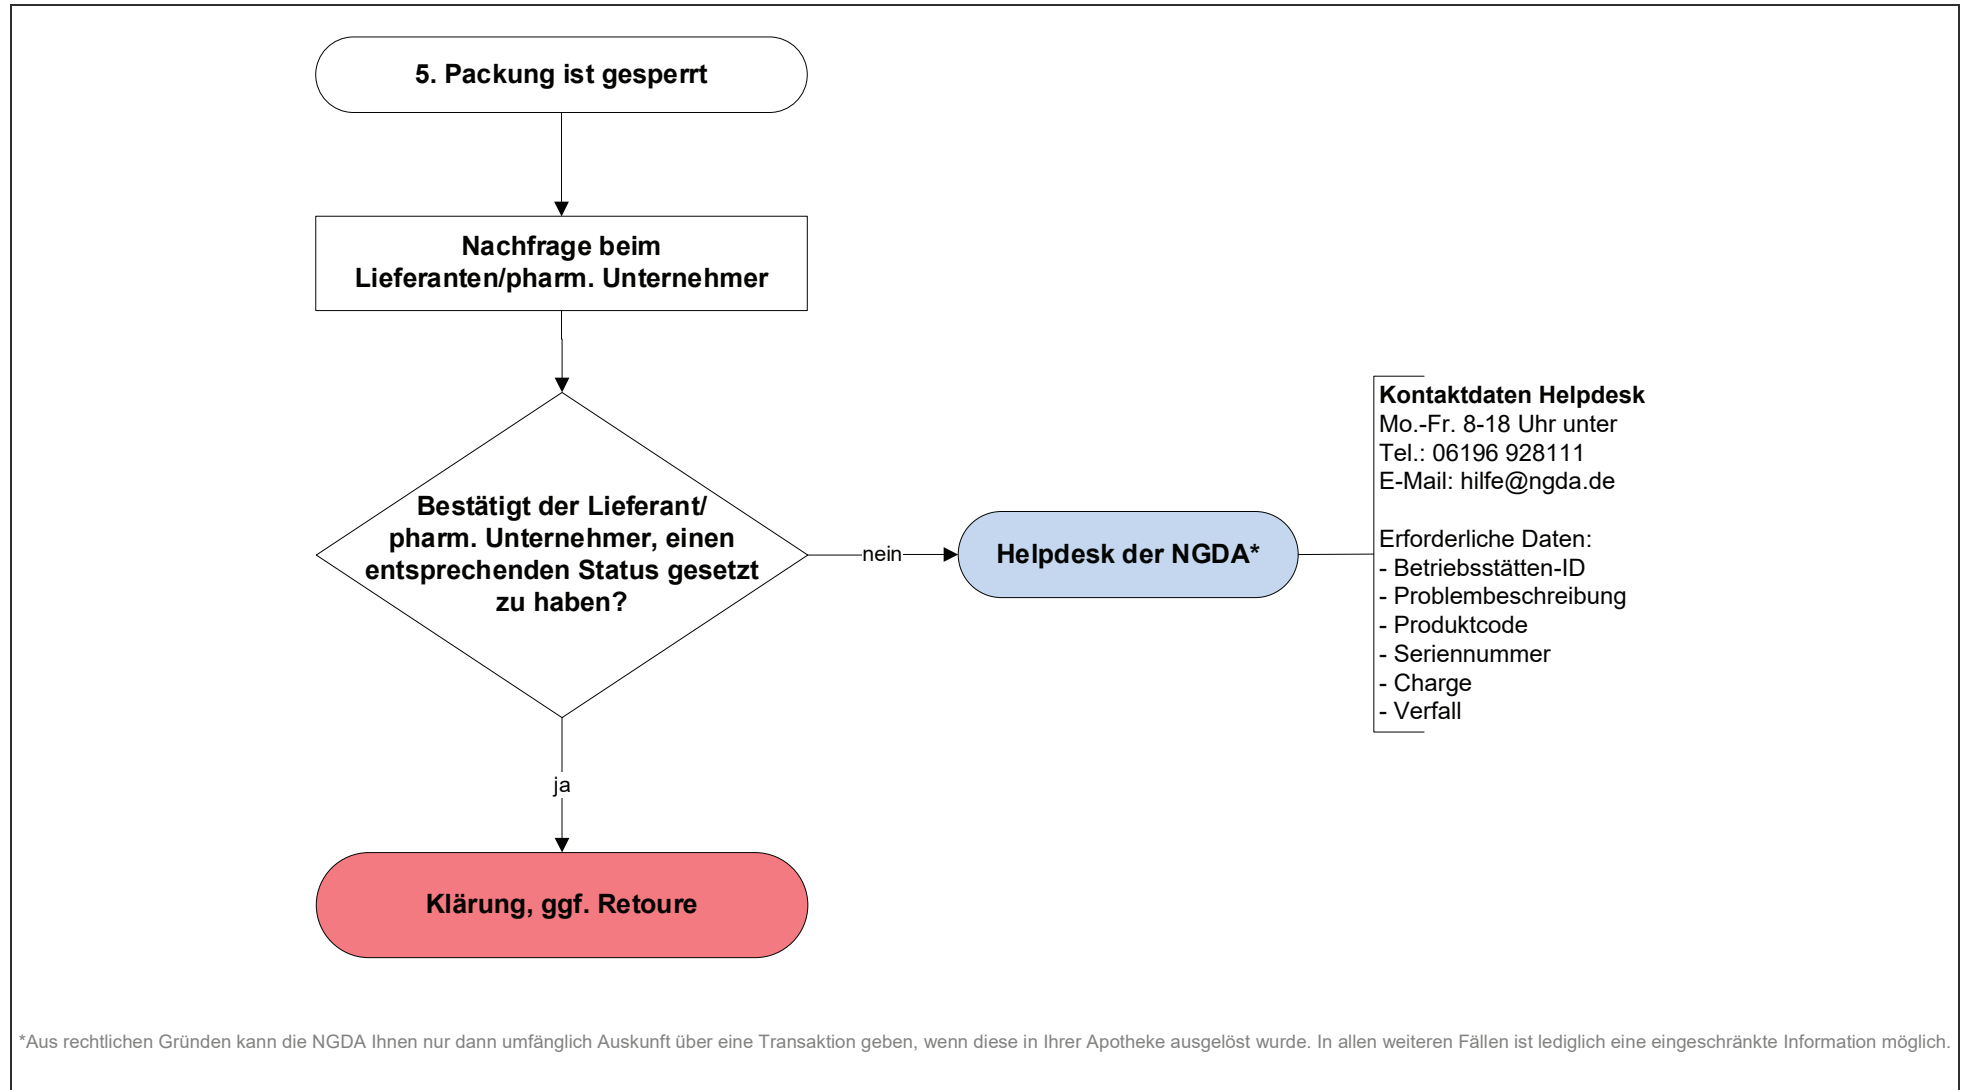 5. Packung ist gesperrt
Nachfrage beim
Lieferanten/pharm. Unternehmer
Bestätigt der Lieferant/
pharm. Unternehmer, einen
entsprechenden Status gesetzt
zu haben?
nein
Helpdesk der NGDA*
Kontaktdaten Helpdesk
Mo.-Fr. 8-18 Uhr unter
Tel.: 06196 928111
E-Mail: hilfe@ngda.de
Erforderliche Daten:
- Betriebsstätten-ID
- Problembeschreibung
- Produktcode
- Seriennummer
- Charge
- Verfall
ja
Klärung, ggf. Retoure
*Aus rechtlichen Gründen kann die NGDA Ihnen nur dann umfänglich Auskunft über eine Transaktion geben, wenn diese in Ihrer Apotheke ausgelöst wurde. In allen weiteren Fällen ist lediglich eine eingeschränkte Information möglich.